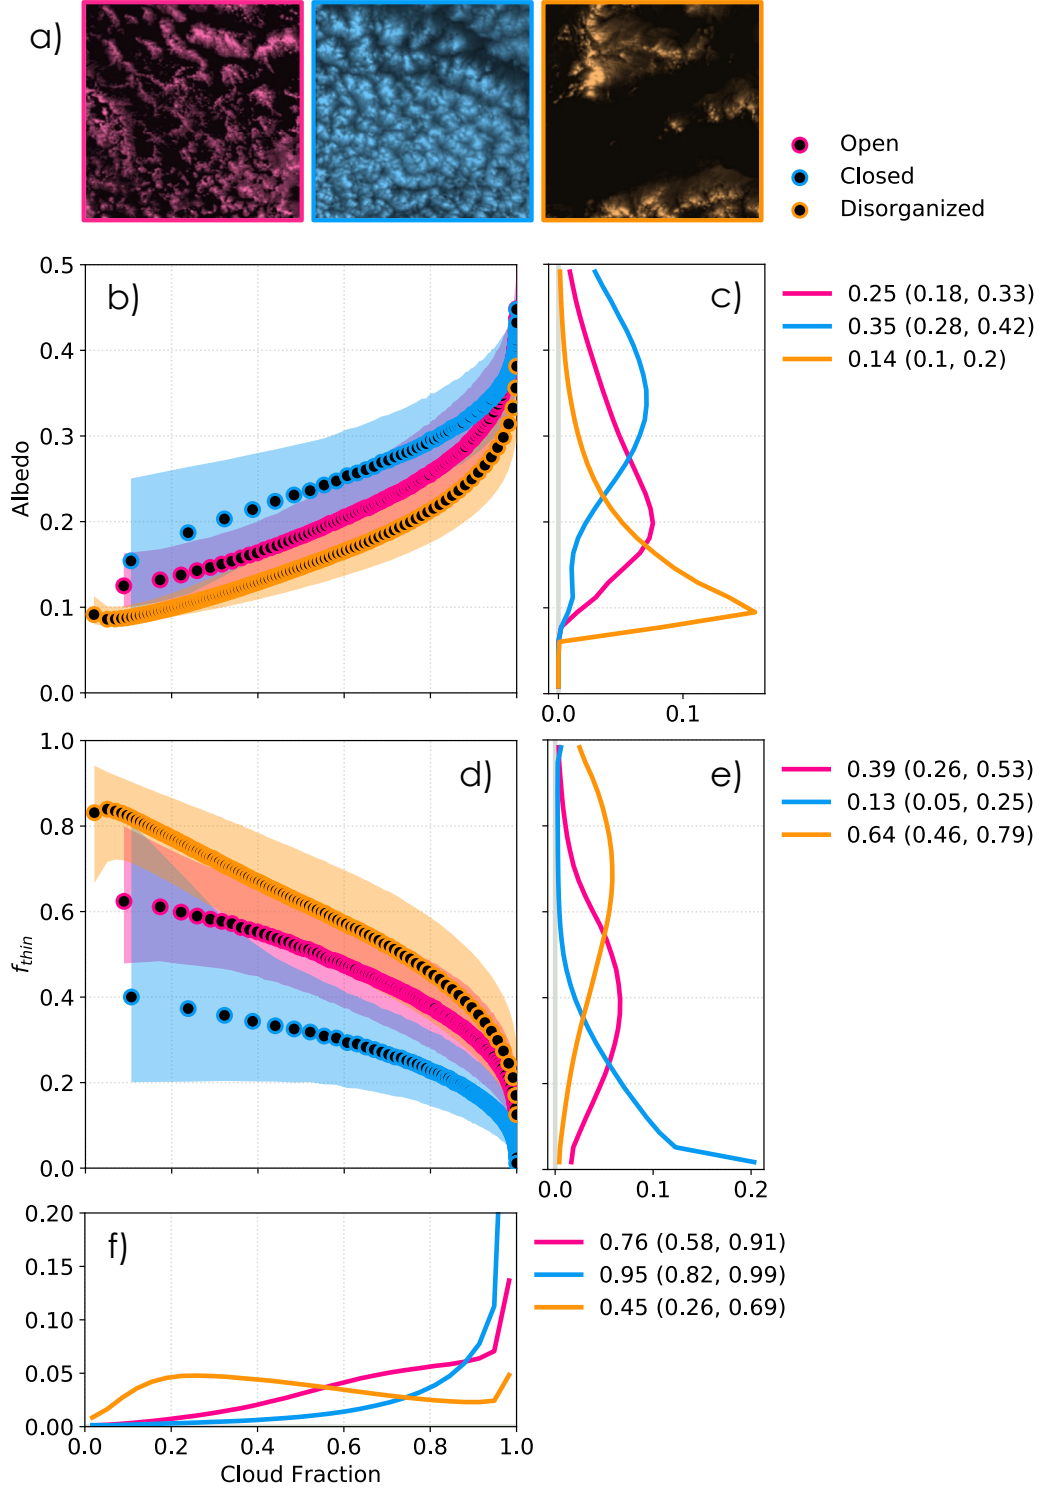 a)
Open
Closed
Disorganized
b)
c)
0.5
0.4
0.3
0.2
0.1
0.0
Albedo
0.0 0.1
0.25 (0.18, 0.33)
0.35 (0.28, 0.42)
0.14 (0.1, 0.2)
d)
e)
1.0
0.8
0.6
0.4
0.2
0.0
f_thin
0.0 0.1 0.2
0.39 (0.26, 0.53)
0.13 (0.05, 0.25)
0.64 (0.46, 0.79)
f)
0.20
0.15
0.10
0.05
0.00
0.0 0.2 0.4 0.6 0.8 1.0
Cloud Fraction
0.76 (0.58, 0.91)
0.95 (0.82, 0.99)
0.45 (0.26, 0.69)